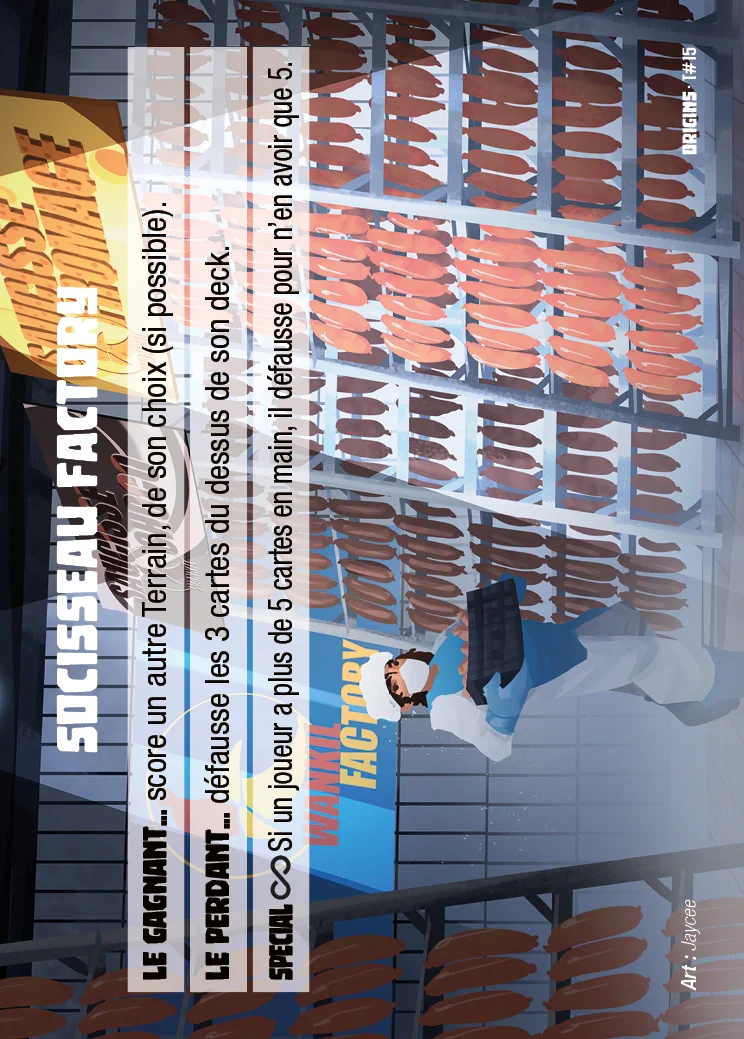 SOCISSEAU FACTORY
LE GAGNANT... score un autre Terrain, de son choix (si possible).
LE PERDANT... défausse les 3 cartes du dessus de son deck.
SPECIAL ∞ Si un joueur a plus de 5 cartes en main, il défausse pour n'en avoir que 5.
WANKIL
FACTORY
Art : Jaycee
ORIGINS · T#15